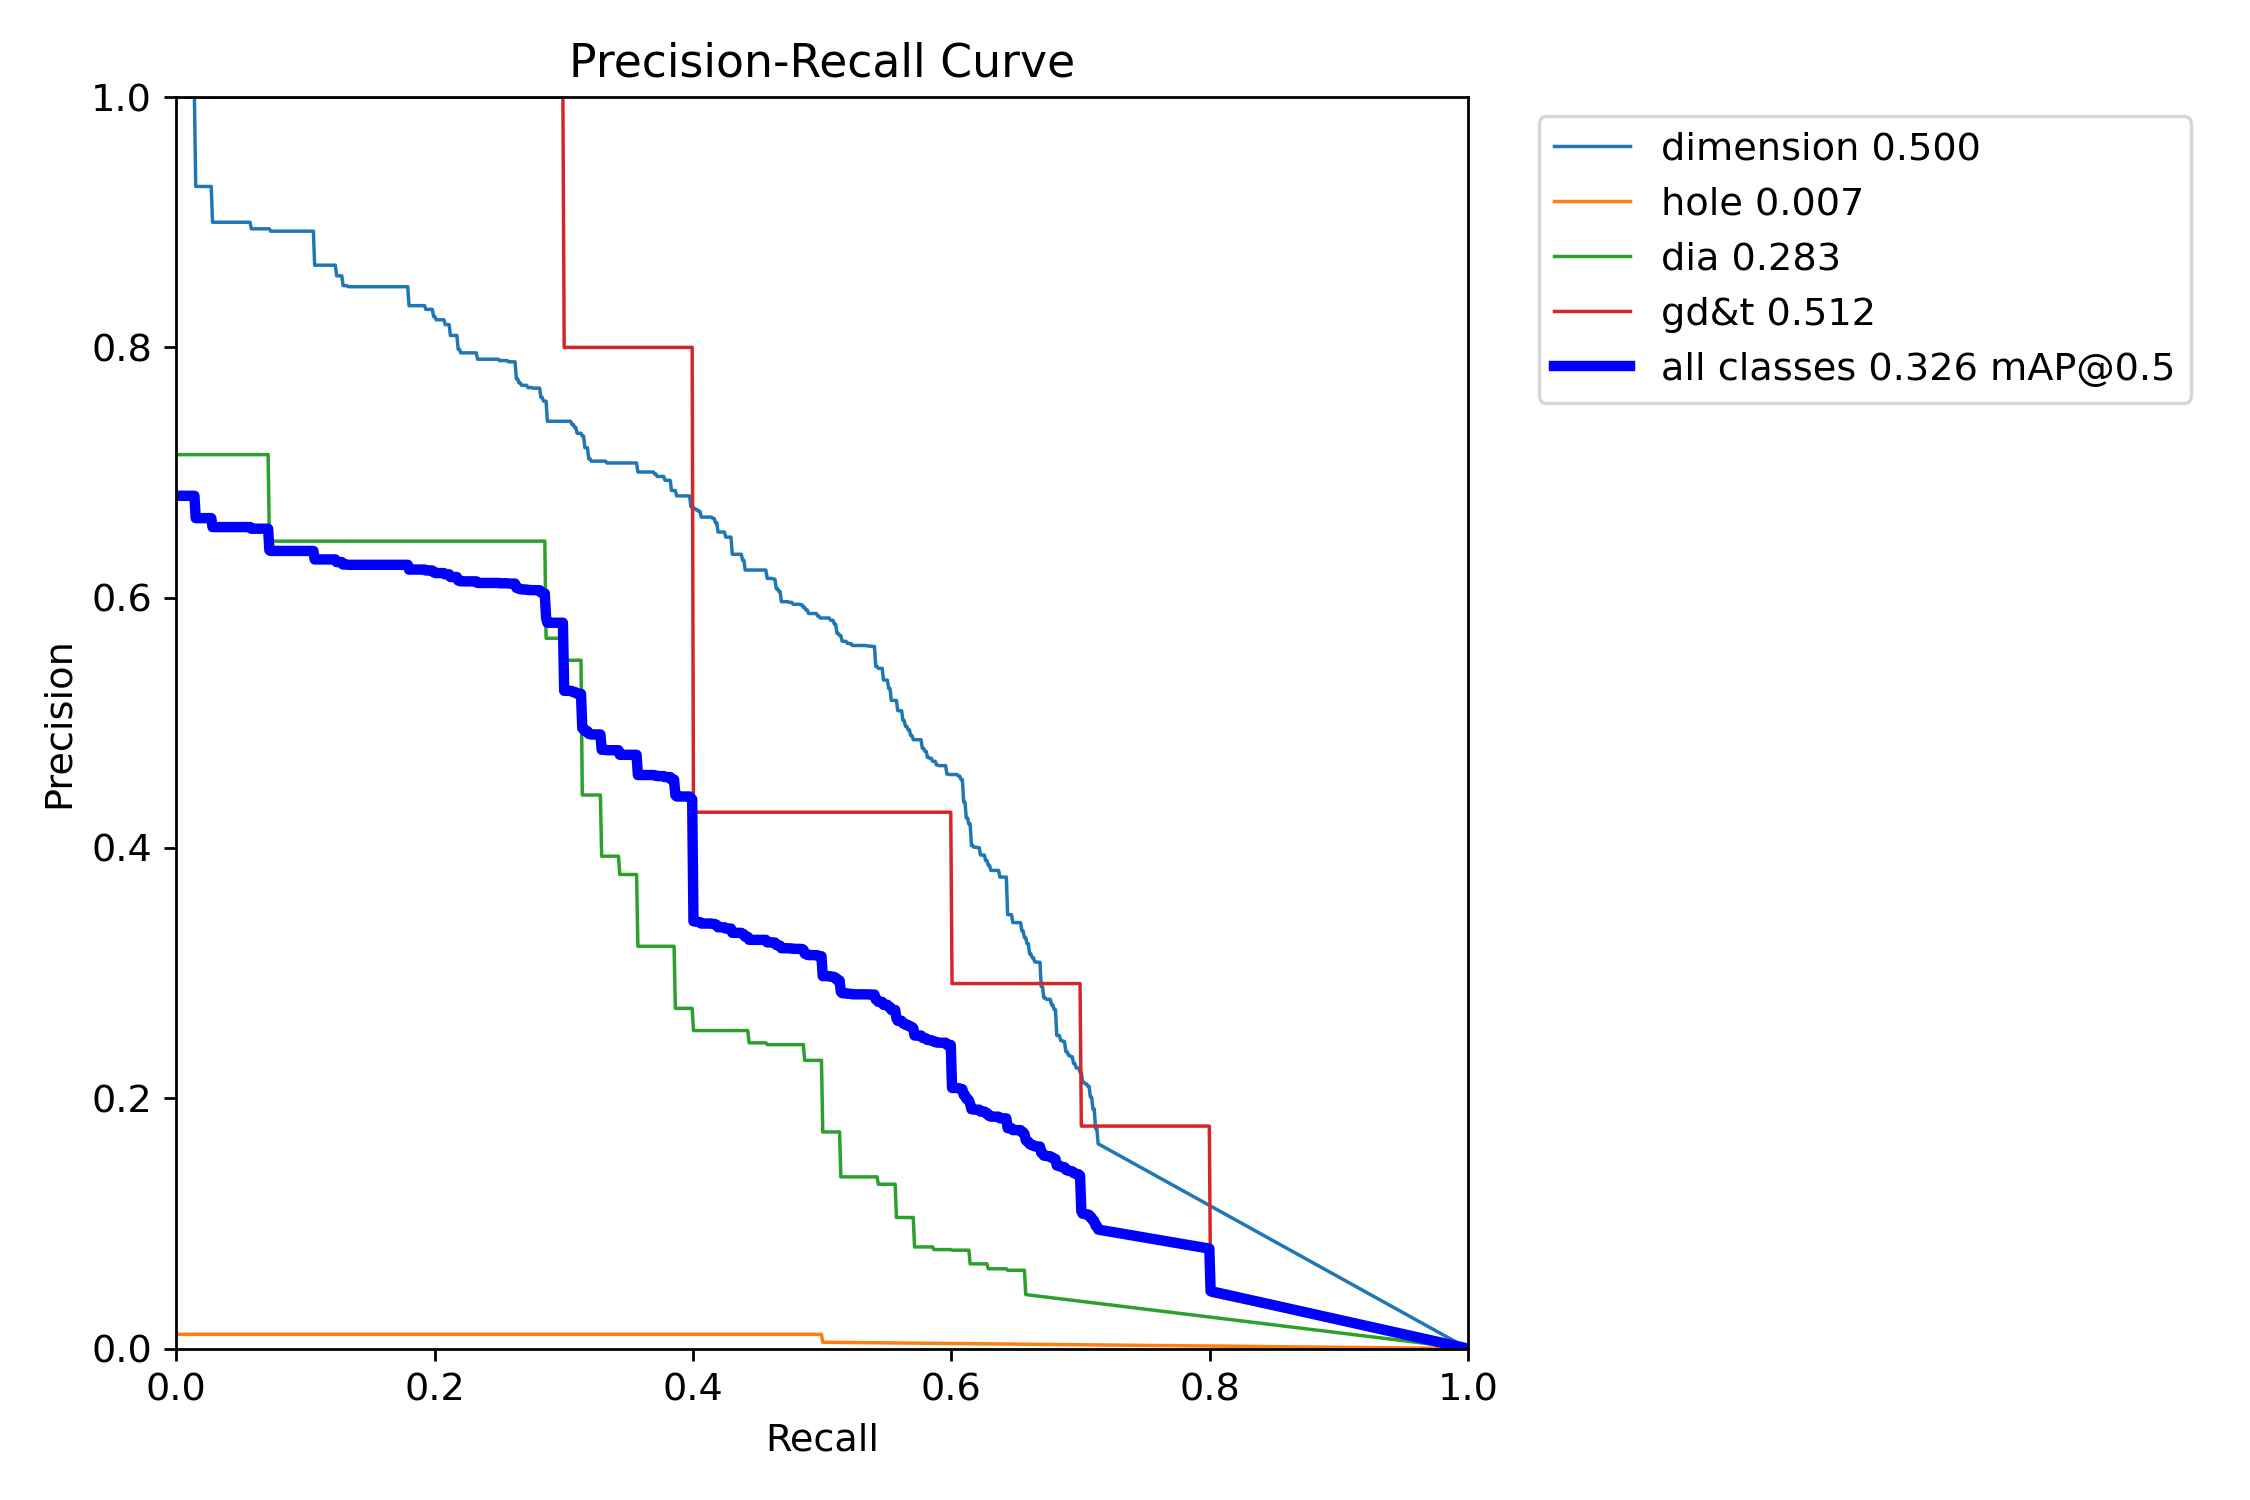 Precision-Recall Curve
1.0
0.8
0.6
0.4
0.2
0.0
Precision
0.0 0.2 0.4 0.6 0.8 1.0
Recall
dimension 0.500
hole 0.007
dia 0.283
gd&t 0.512
all classes 0.326 mAP@0.5